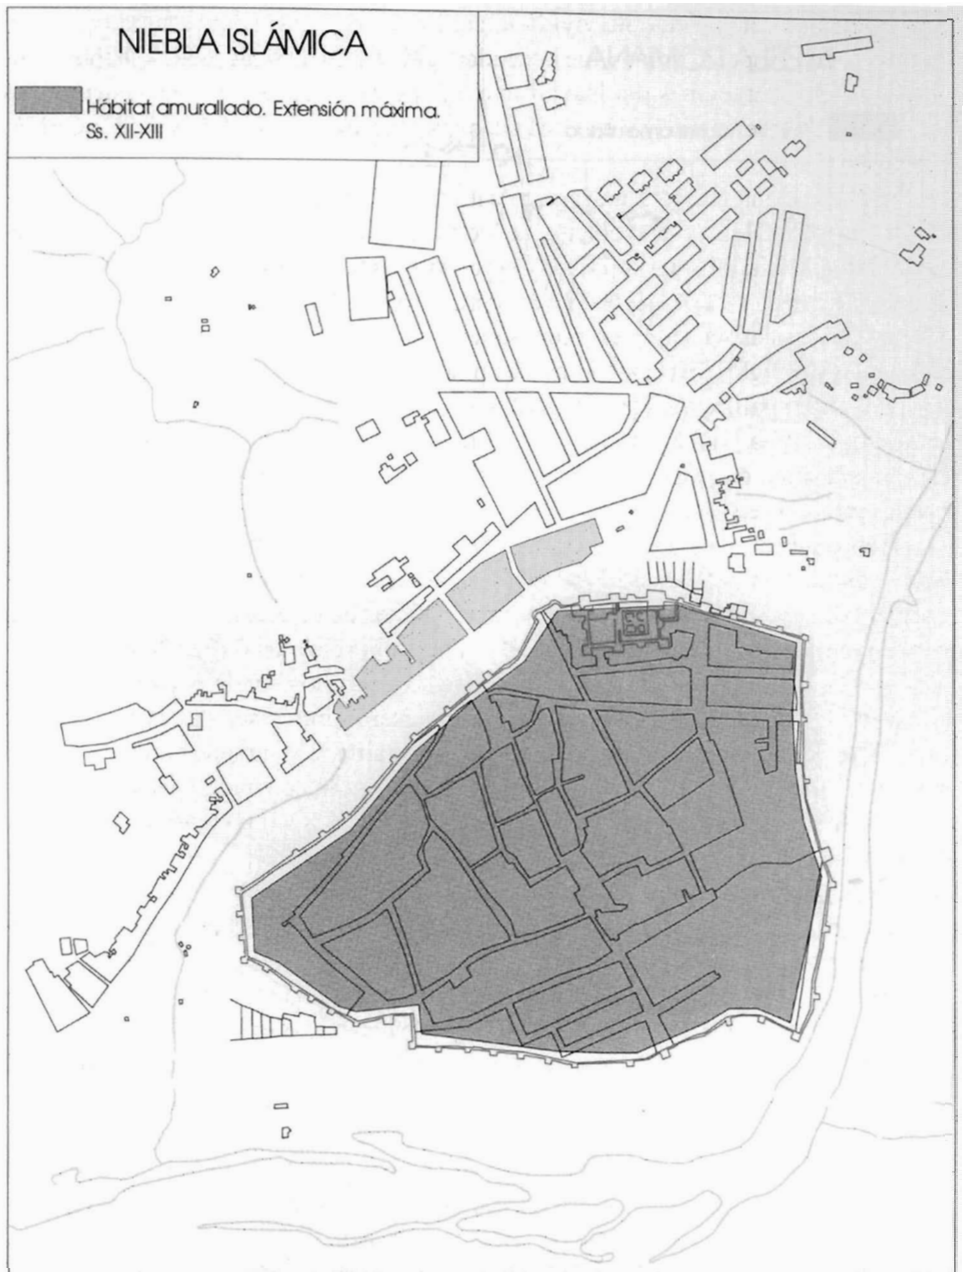 NIEBLA ISLÁMICA
Hábitat amurallado. Extensión máxima.
Ss. XII-XIII